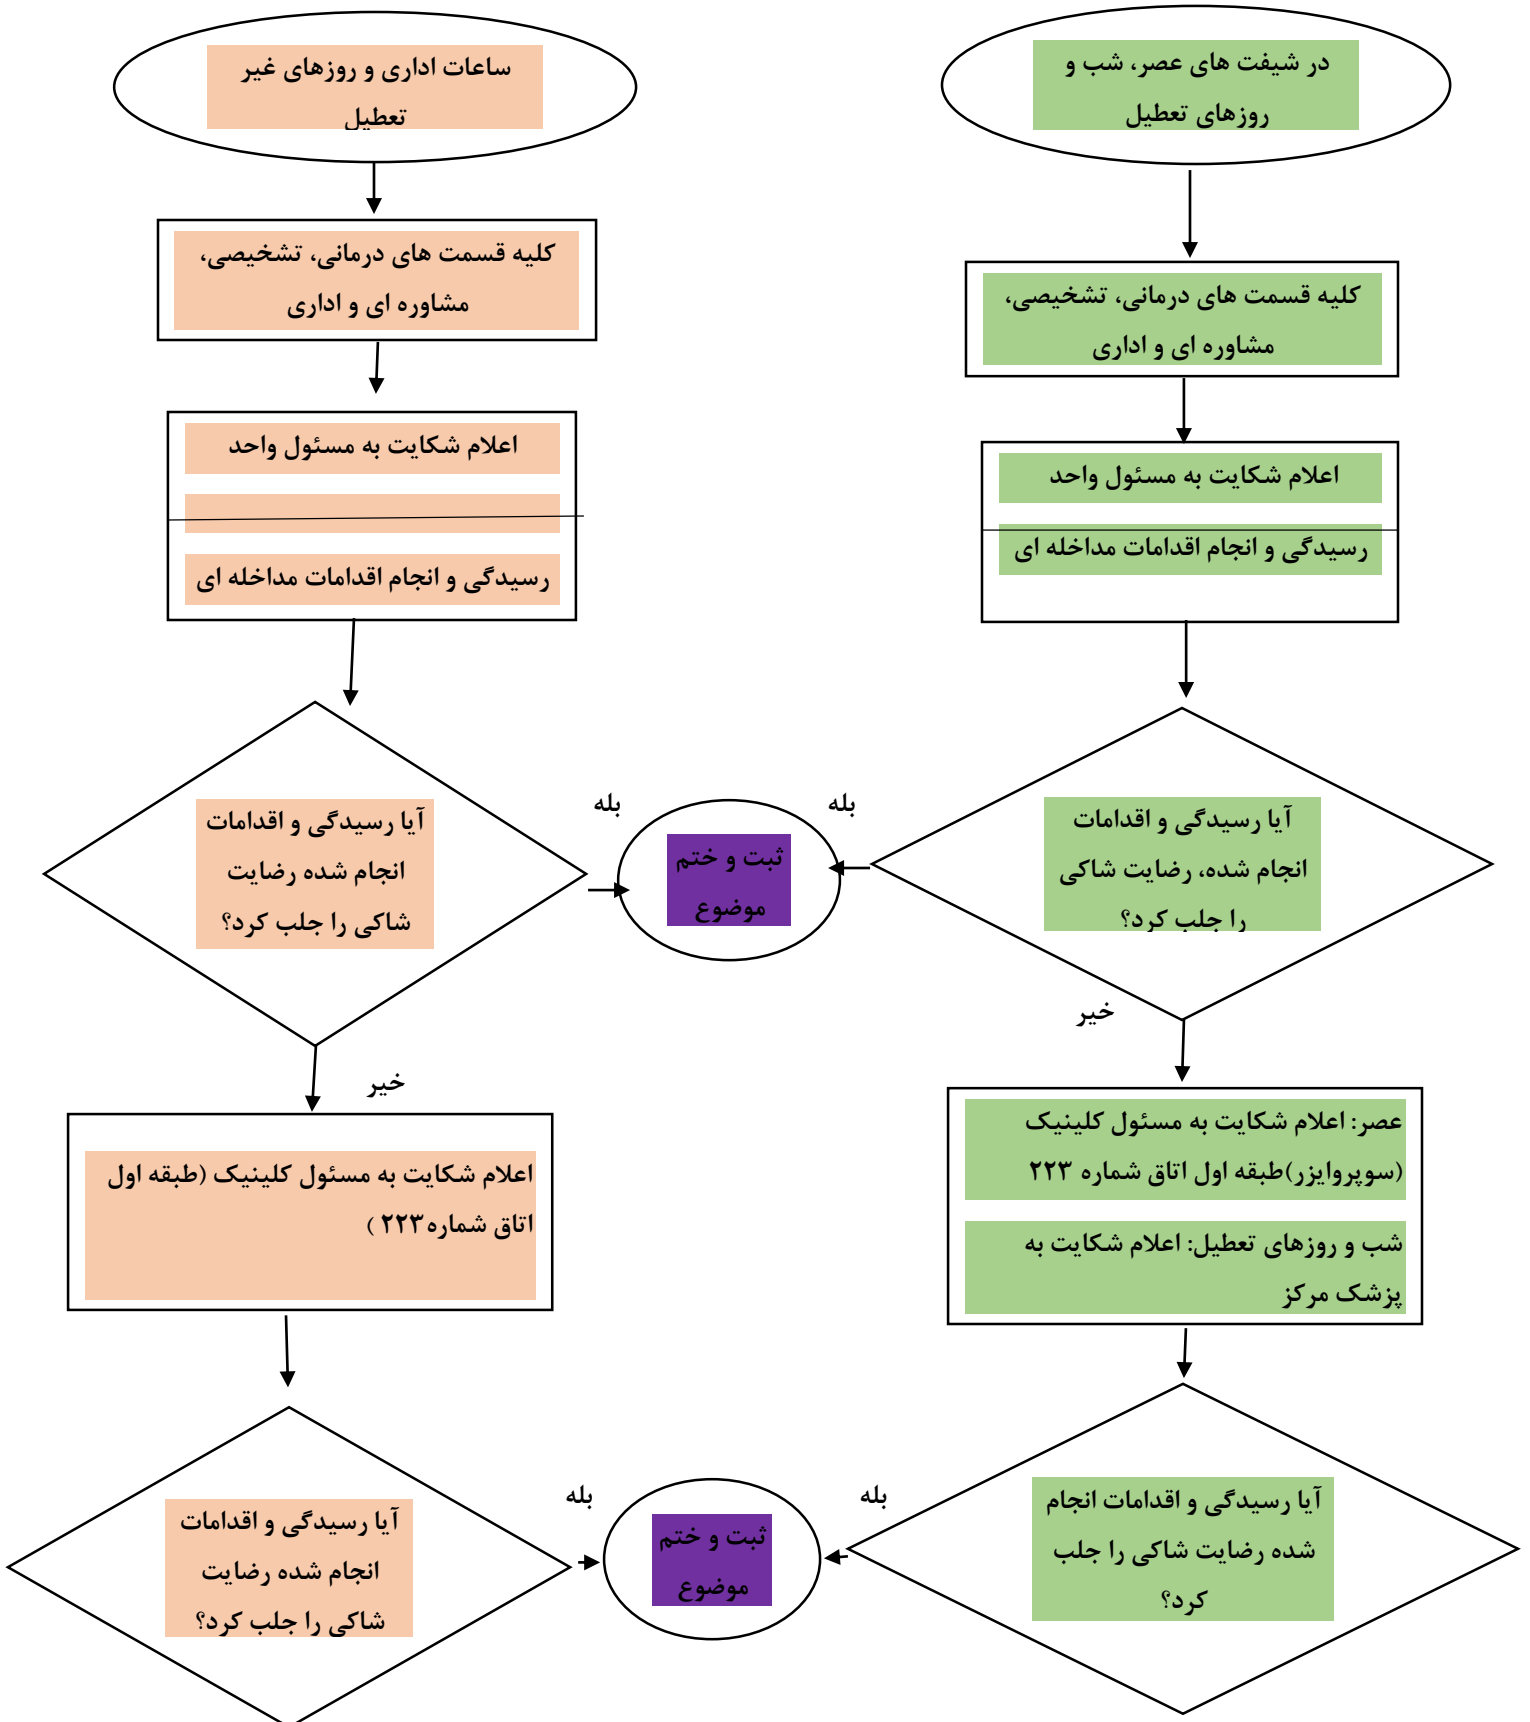 در شیفت های عصر، شب و
روزهای تعطیل
کلیه قسمت های درمانی، تشخیصی،
مشاوره ای و اداری
اعلام شکایت به مسئول واحد
رسیدگی و انجام اقدامات مداخله ای
آیا رسیدگی و اقدامات
انجام شده، رضایت شاکی
را جلب کرد؟
بله
خیر
عصر: اعلام شکایت به مسئول کلینیک
(سوپروایزر)طبقه اول اتاق شماره ۲۲۳
شب و روزهای تعطیل: اعلام شکایت به
پزشک مرکز
آیا رسیدگی و اقدامات انجام
شده رضایت شاکی را جلب
کرد؟
بله
ثبت و ختم
موضوع
ثبت و ختم
موضوع
ساعات اداری و روزهای غیر
تعطیل
کلیه قسمت های درمانی، تشخیصی،
مشاوره ای و اداری
اعلام شکایت به مسئول واحد
رسیدگی و انجام اقدامات مداخله ای
آیا رسیدگی و اقدامات
انجام شده رضایت
شاکی را جلب کرد؟
بله
خیر
اعلام شکایت به مسئول کلینیک (طبقه اول
اتاق شماره۲۲۳ )
آیا رسیدگی و اقدامات
انجام شده رضایت
شاکی را جلب کرد؟
بله